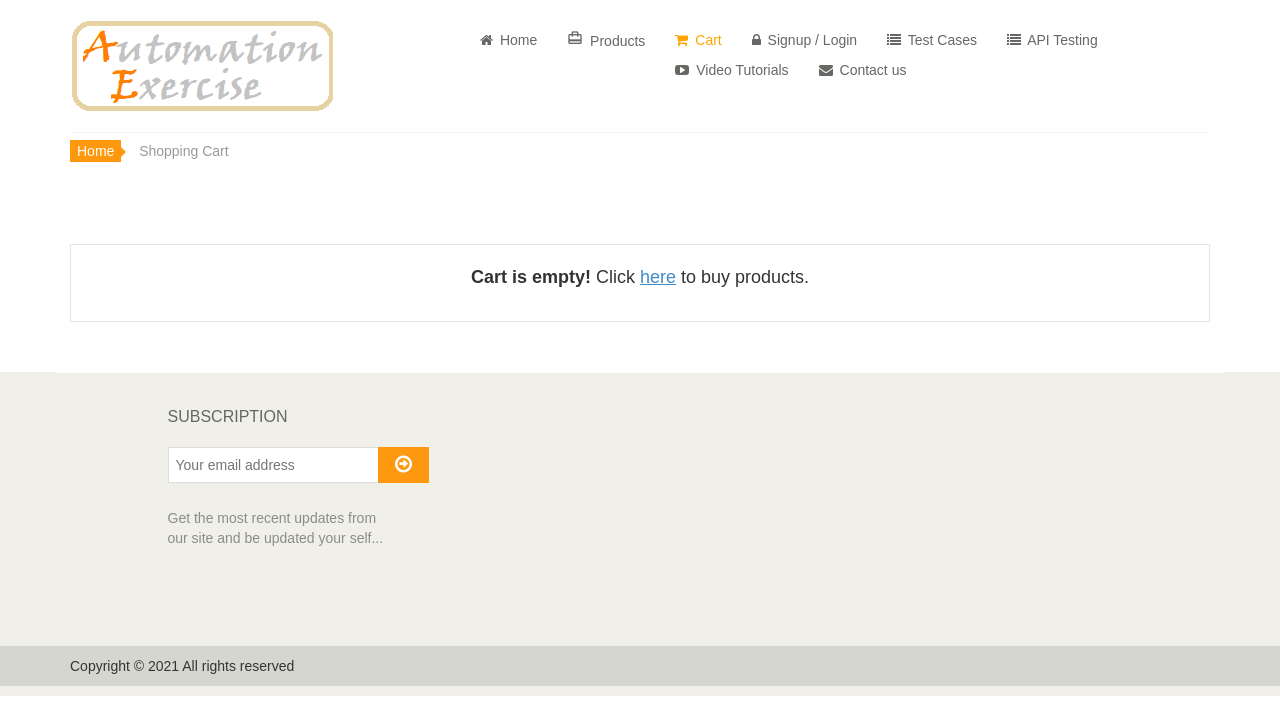 Automation
Exercise
Home
Products
Cart
Signup / Login
Test Cases
API Testing
Video Tutorials
Contact us
Home
Shopping Cart
Cart is empty! Click here to buy products.
SUBSCRIPTION
Your email address
Get the most recent updates from
our site and be updated your self...
Copyright © 2021 All rights reserved